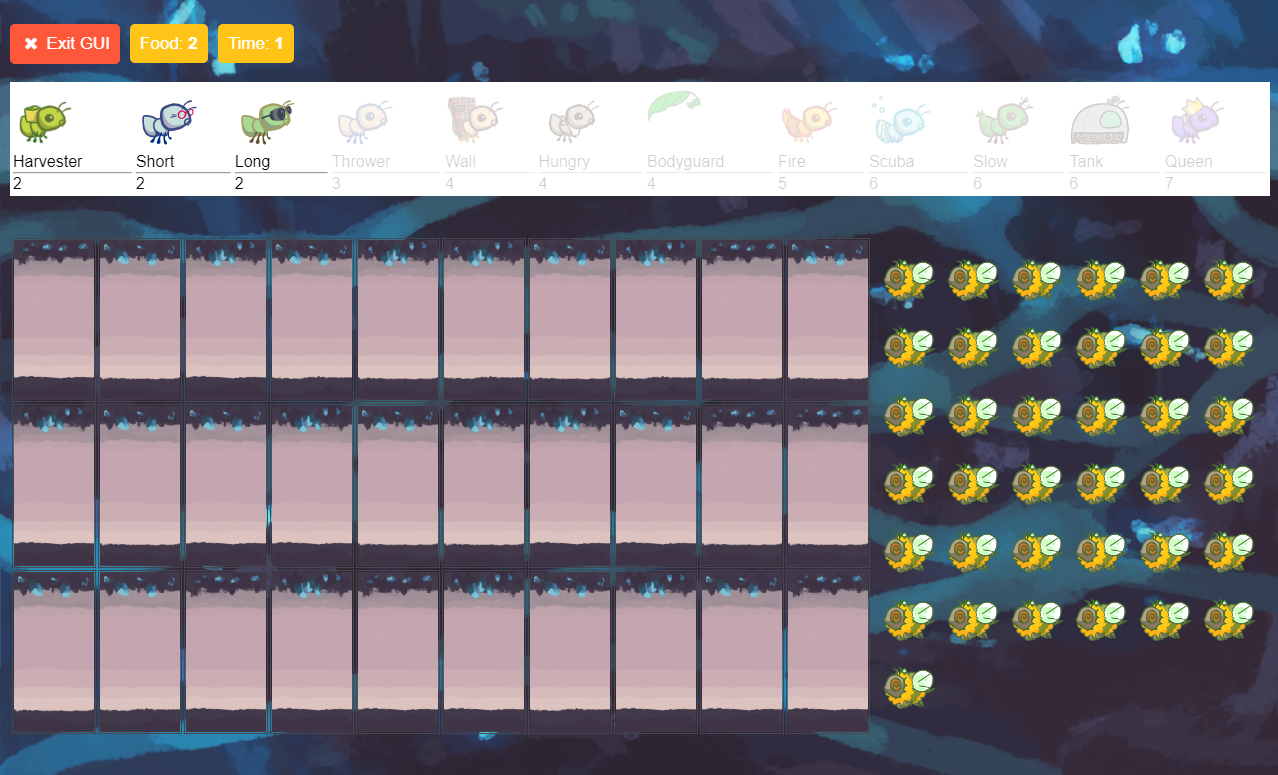 ✖ Exit GUI Food: 2 Time: 1
Harvester Short Long Thrower Wall Hungry Bodyguard Fire Scuba Slow Tank Queen
2 2 2 3 4 4 4 5 6 6 6 7